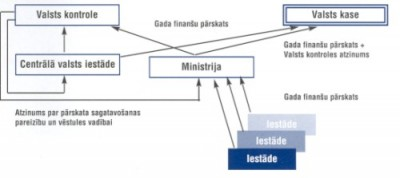 Valsts kontrole
Gada finanšu pārskats
Valsts kase
Gada finanšu pārskats +
Valsts kontroles atzinums
Centrālā valsts iestāde
Ministrija
Gada finanšu pārskats
Atzinums par pārskata sagatavošanas
pareizību un vēstules vadībai
Iestāde
Iestāde
Iestāde